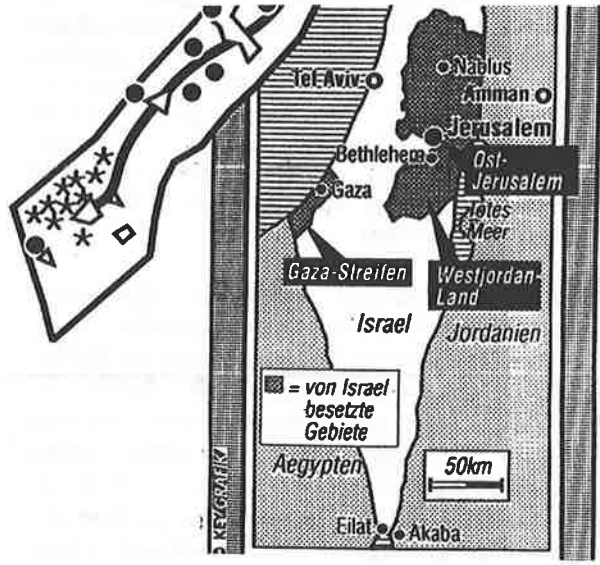 Nablus
Tel Aviv
Amman
Jerusalem
Bethlehem
Ost-
Jerusalem
Gaza
Totes
Meer
Gaza-Streifen
Westjordan-
Land
Israel
Jordanien
= von Israel
besetzte
Gebiete
Aegypten
50km
Eilat
Akaba
KEYGRAFIK